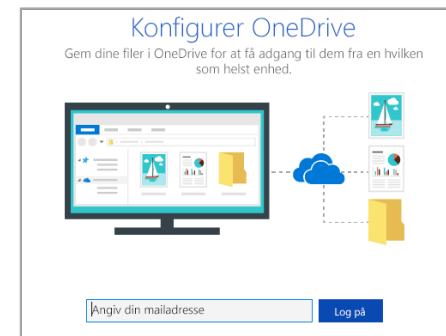 Konfigurer OneDrive
Gem dine filer i OneDrive for at få adgang til dem fra en hvilken
som helst enhed.
Angiv din mailadresse
Log på